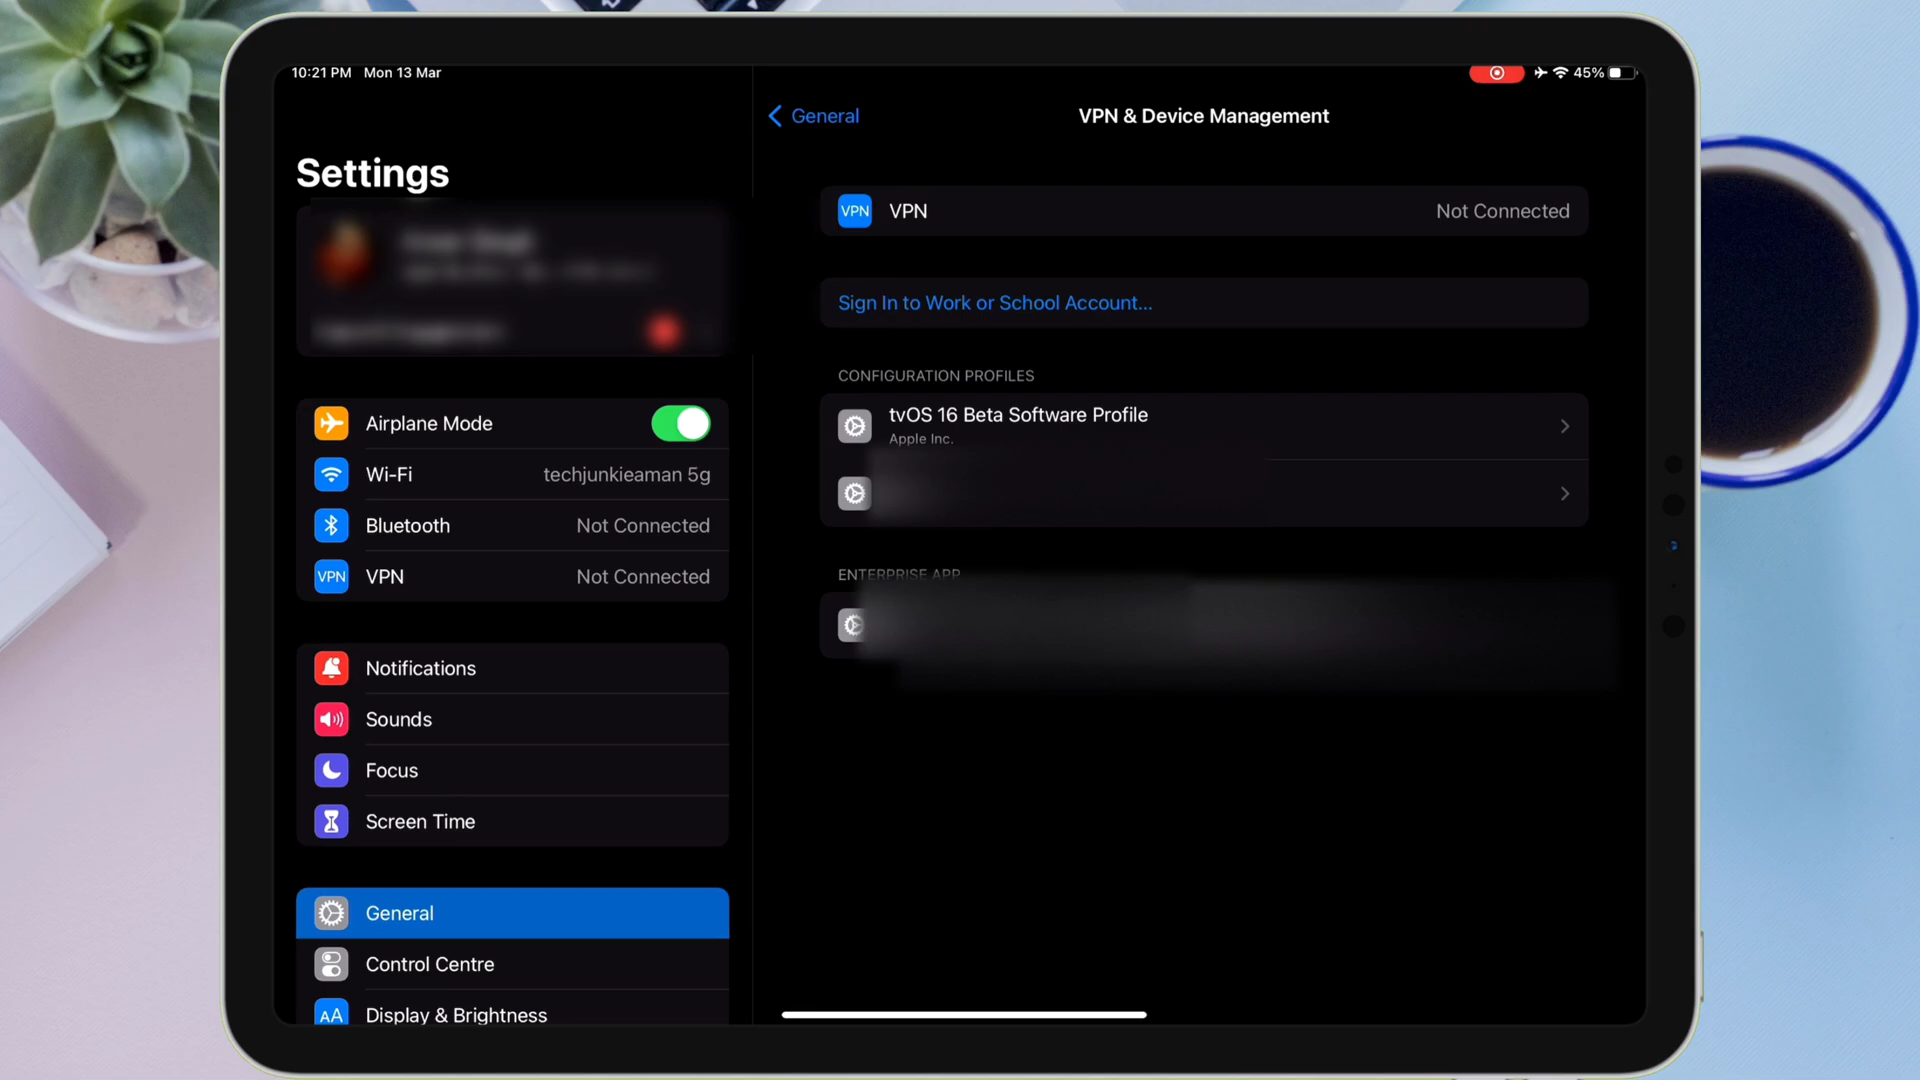 10:21 PM Mon 13 Mar
45%
Settings
Airplane Mode
Wi-Fi techjunkieaman 5g
Bluetooth Not Connected
VPN VPN Not Connected
Notifications
Sounds
Focus
Screen Time
General
Control Centre
AA Display & Brightness
General
VPN & Device Management
VPN VPN Not Connected
Sign In to Work or School Account...
CONFIGURATION PROFILES
tvOS 16 Beta Software Profile
Apple Inc.
ENTERPRISE APP